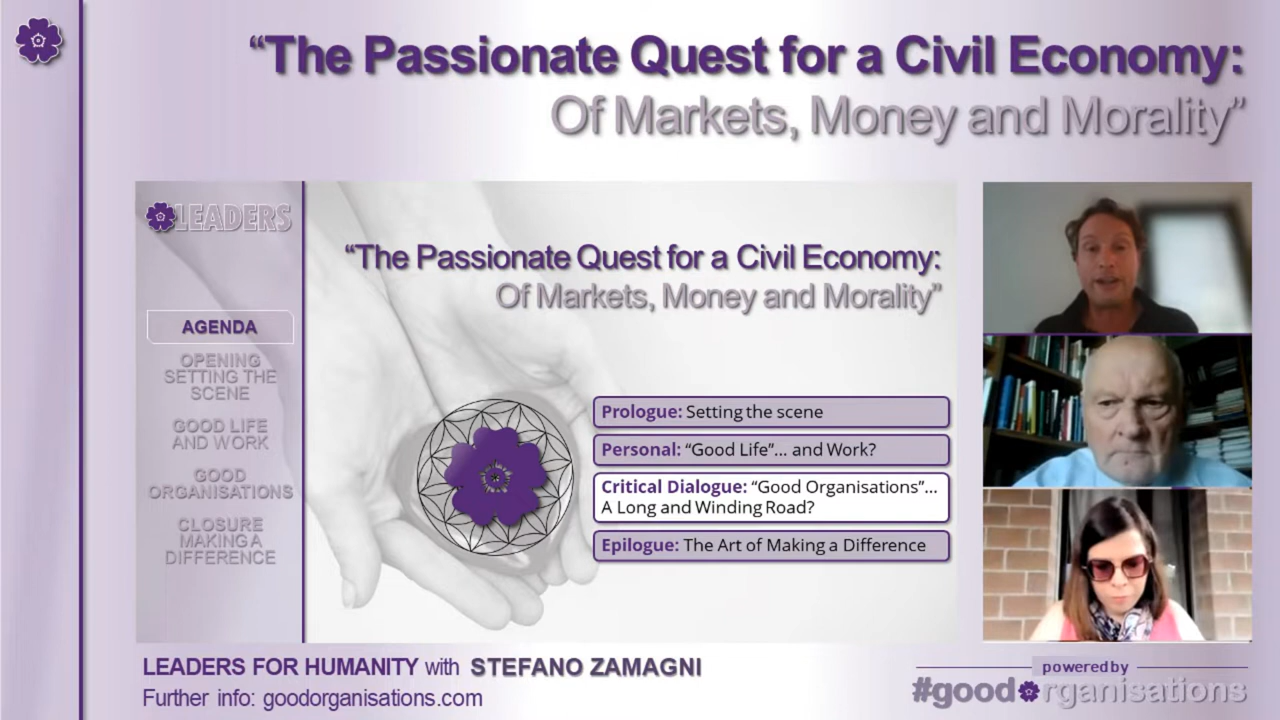 “The Passionate Quest for a Civil Economy:
Of Markets, Money and Morality”
LEADERS
AGENDA
OPENING
SETTING THE
SCENE
GOOD LIFE
AND WORK
GOOD
ORGANISATIONS
CLOSURE
MAKING A
DIFFERENCE
“The Passionate Quest for a Civil Economy:
Of Markets, Money and Morality”
Prologue: Setting the scene
Personal: “Good Life”... and Work?
Critical Dialogue: “Good Organisations”...
A Long and Winding Road?
Epilogue: The Art of Making a Difference
LEADERS FOR HUMANITY with STEFANO ZAMAGNI
Further info: goodorganisations.com
powered by
#goodorganisations